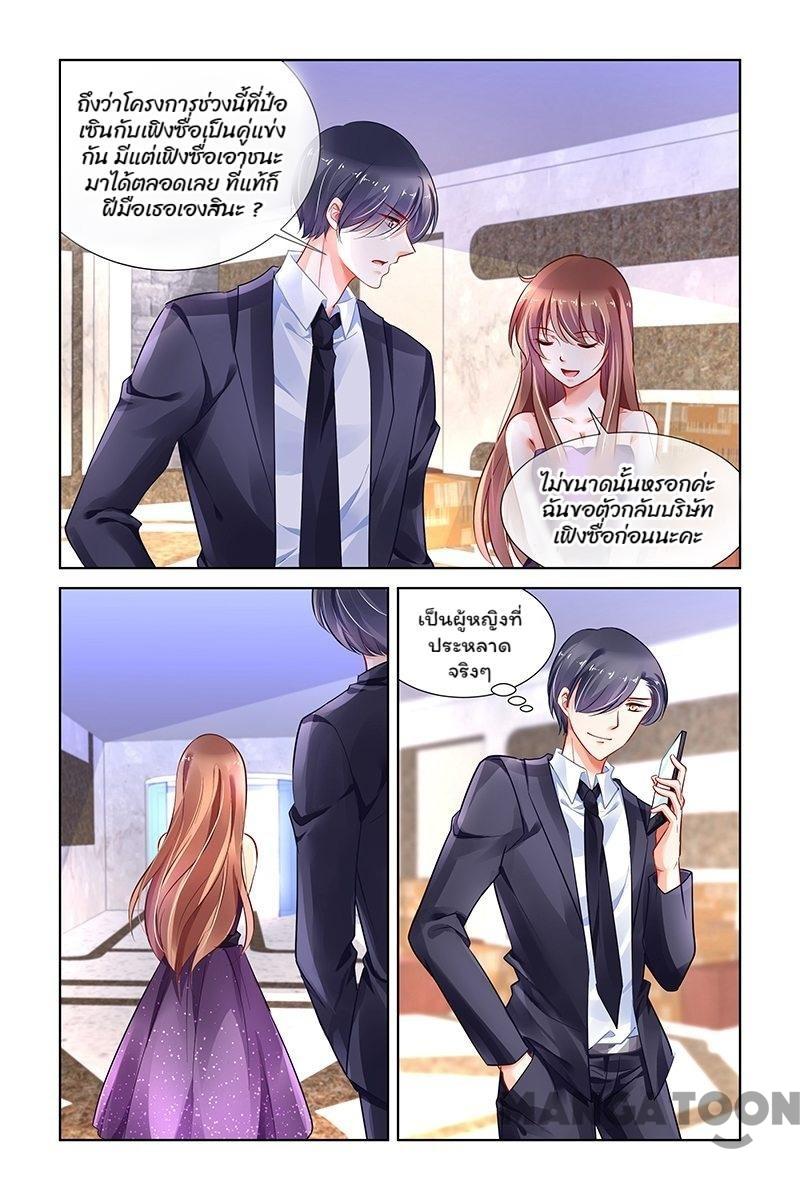 ถึงว่าโครงการช่วงนี้ที่ป๋อ
เซินกับเฟิงซื่อเป็นคู่แข่ง
กัน มีแต่เฟิงซื่อเอาชนะ
มาได้ตลอดเลย ที่แท้ก็
ฝีมือเธอเองสินะ ?
ไม่ขนาดนั้นหรอกค่ะ
ฉันขอตัวกลับบริษัท
เฟิงซื่อก่อนนะคะ
เป็นผู้หญิงที่
ประหลาด
จริงๆ
MANGATOON